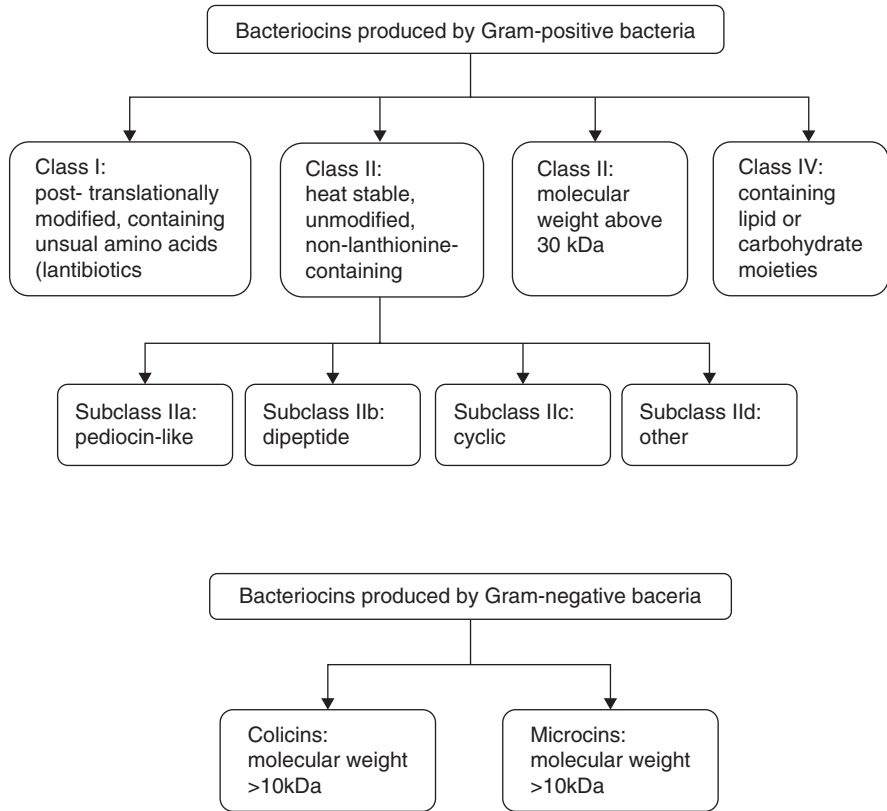 Bacteriocins produced by Gram-positive bacteria
Class I:
post- translationally
modified, containing
unsual amino acids
(lantibiotics
Class II:
heat stable,
unmodified,
non-lanthionine-
containing
Class II:
molecular
weight above
30 kDa
Class IV:
containing
lipid or
carbohydrate
moieties
Subclass IIa:
pediocin-like
Subclass IIb:
dipeptide
Subclass IIc:
cyclic
Subclass IId:
other
Bacteriocins produced by Gram-negative baceria
Colicins:
molecular weight
>10kDa
Microcins:
molecular weight
>10kDa